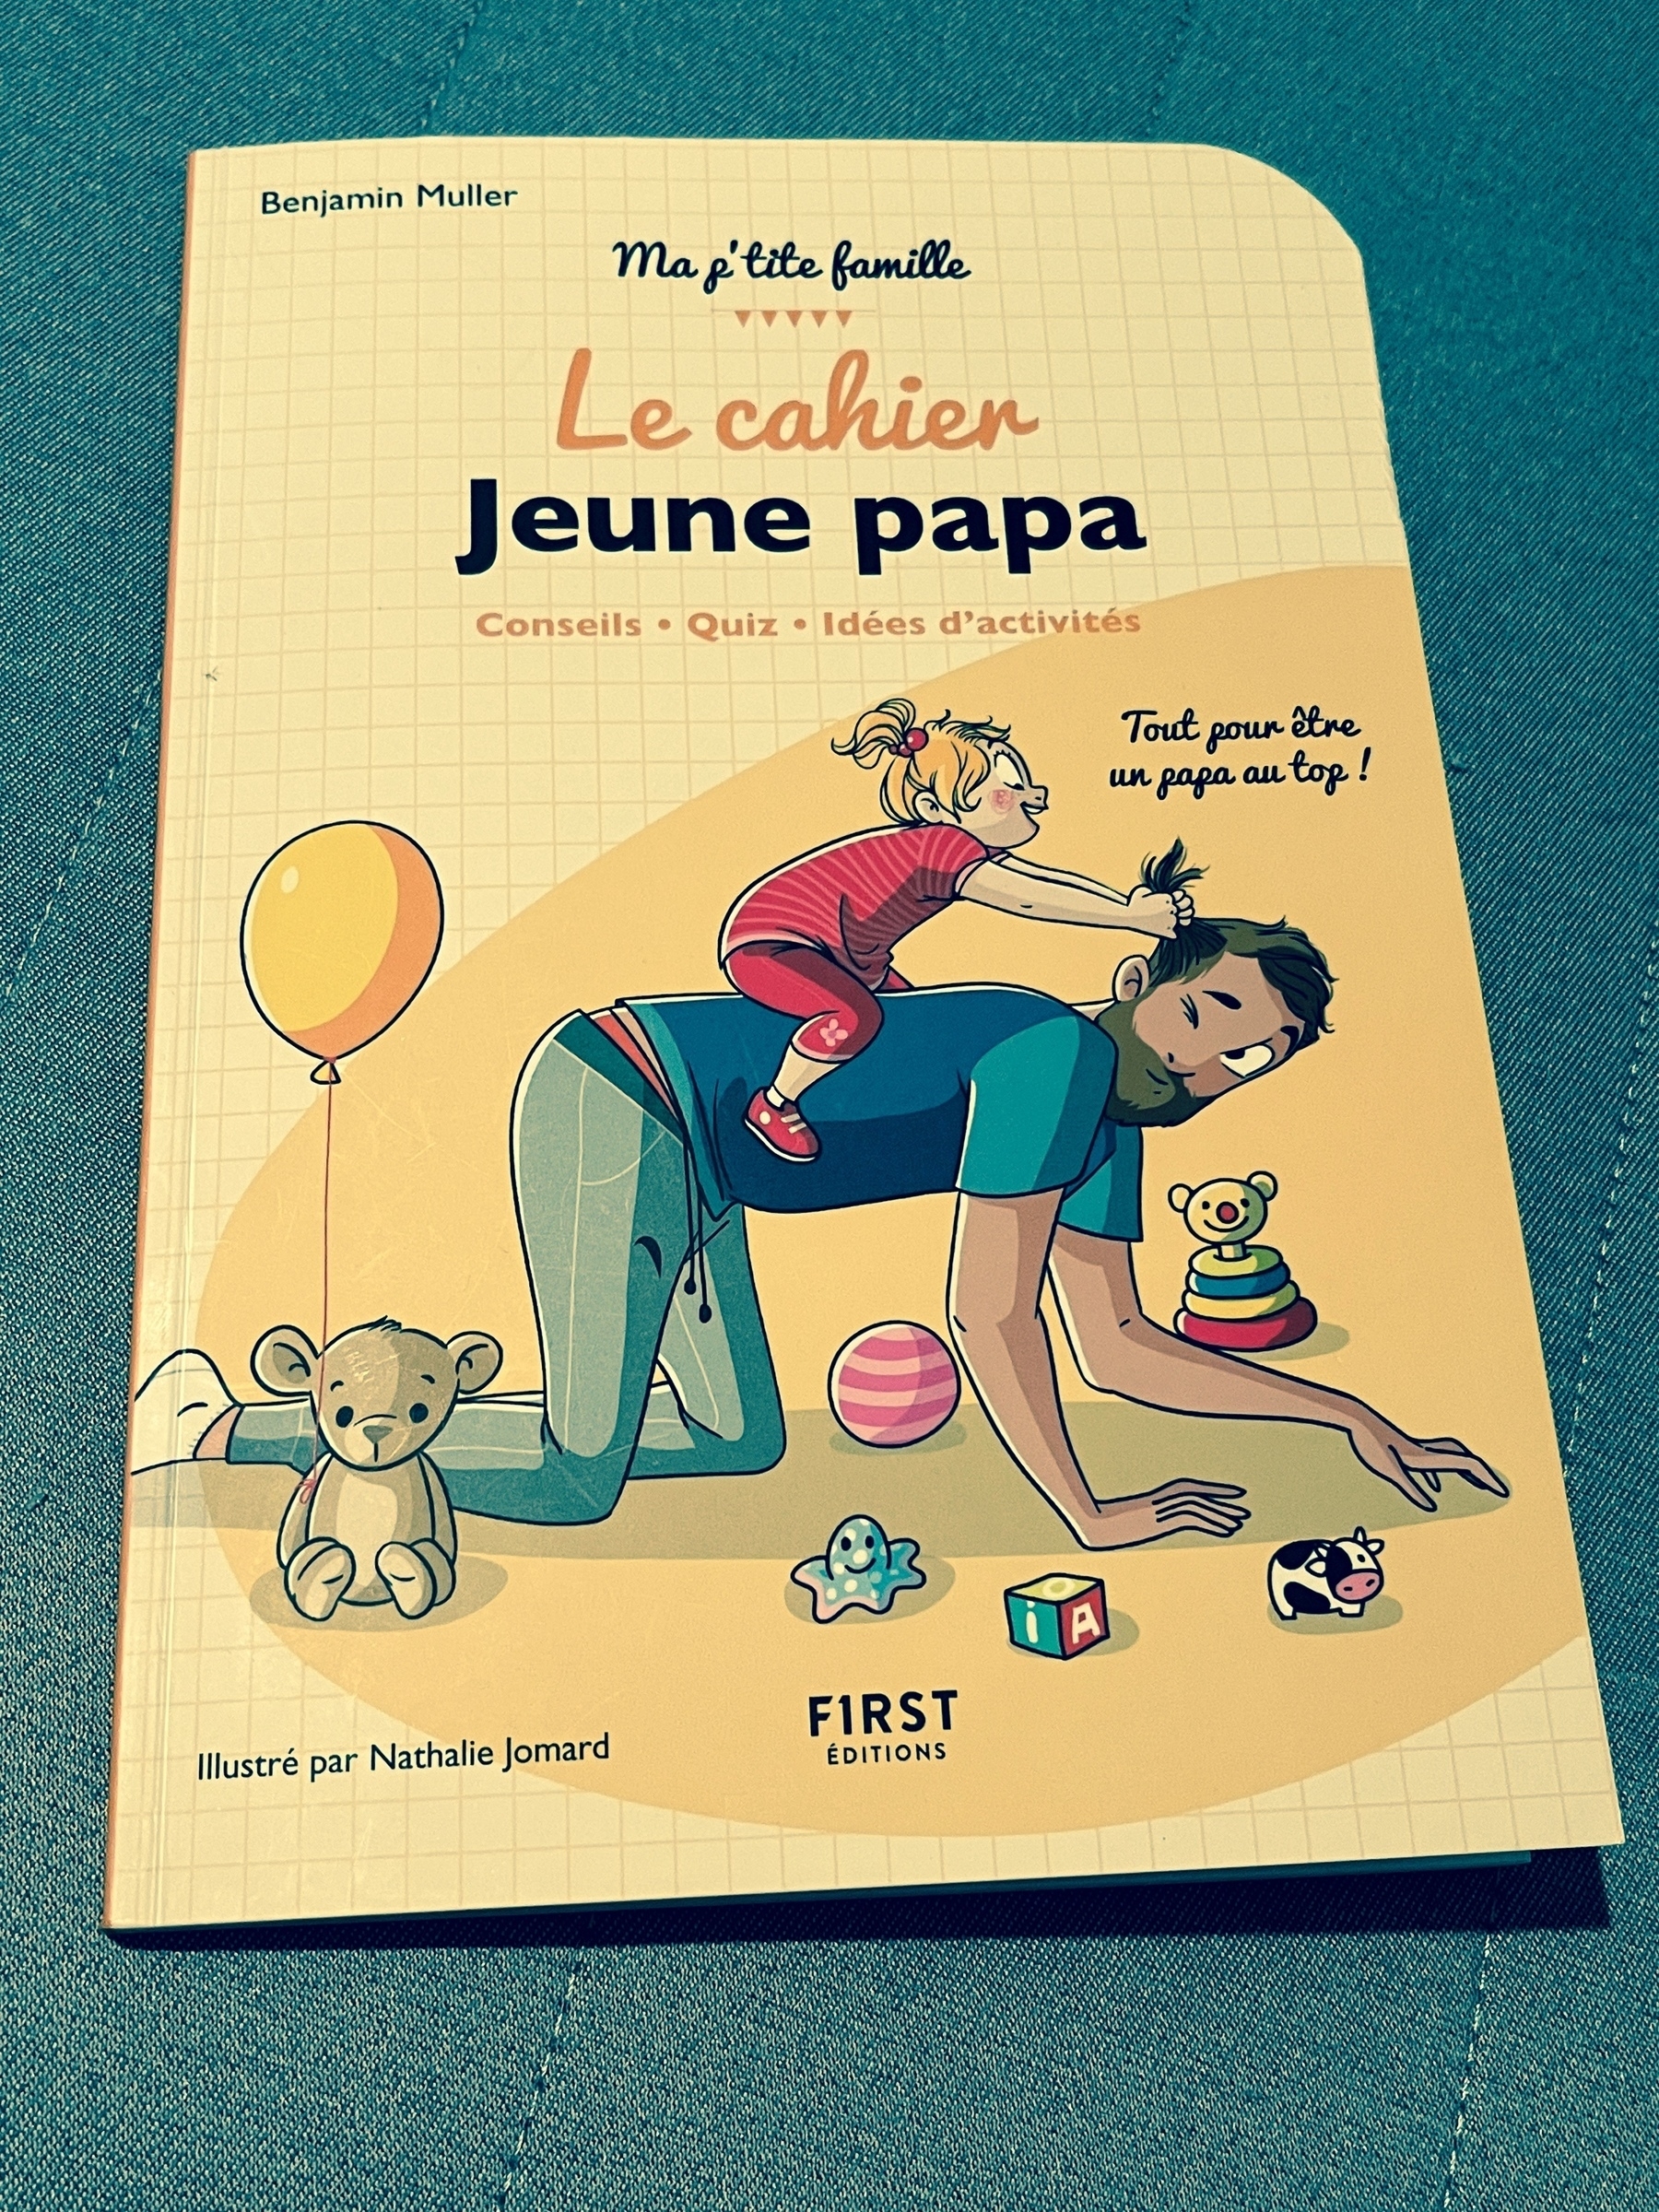 Benjamin Muller
Ma p'tite famille
Le cahier
Jeune papa
Conseils • Quiz • Idées d'activités
Tout pour être
un papa au top !
i A
Illustré par Nathalie Jomard
F1RST
ÉDITIONS